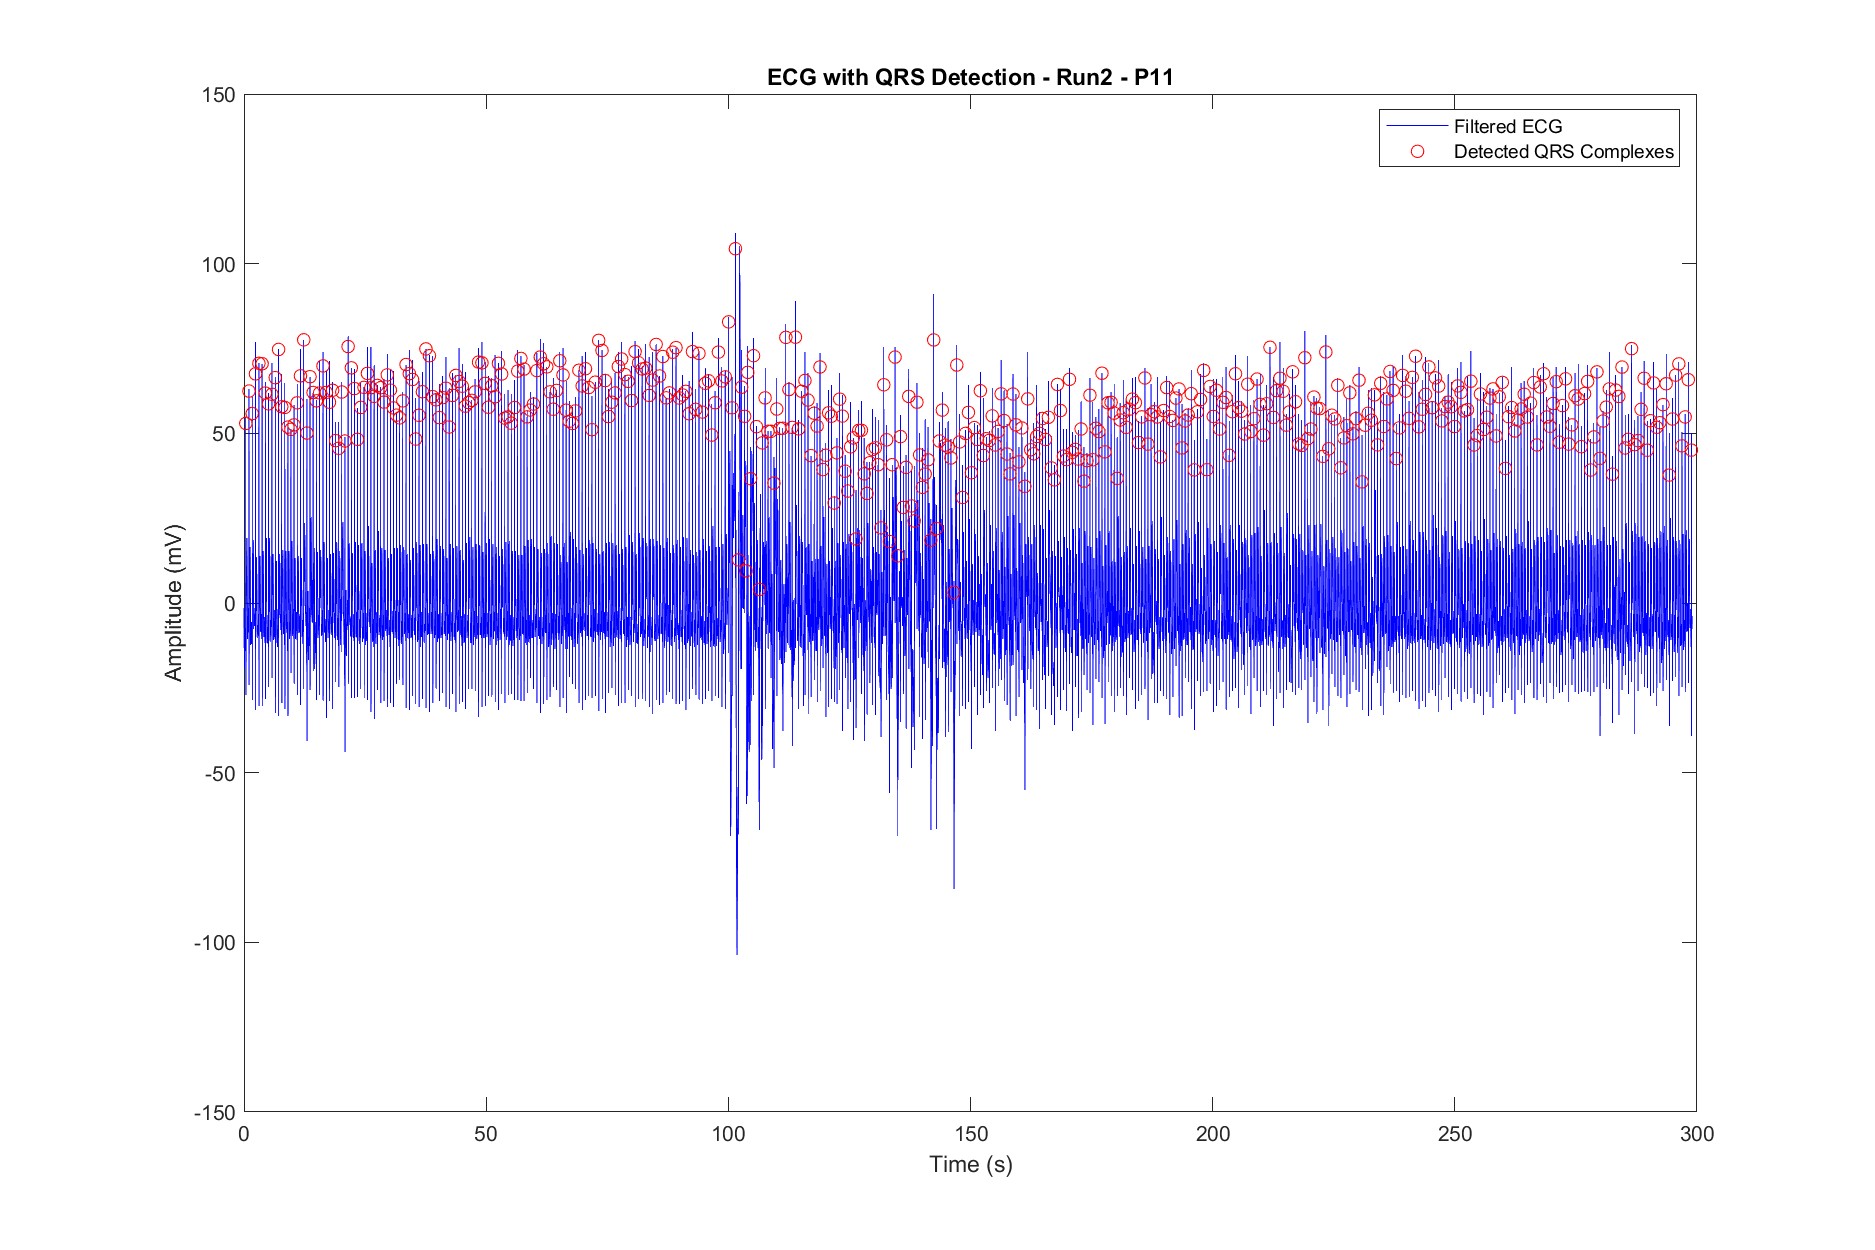 ECG with QRS Detection - Run2 - P11
Filtered ECG
Detected QRS Complexes
Amplitude (mV)
150
100
50
0
-50
-100
-150
0 50 100 150 200 250 300
Time (s)